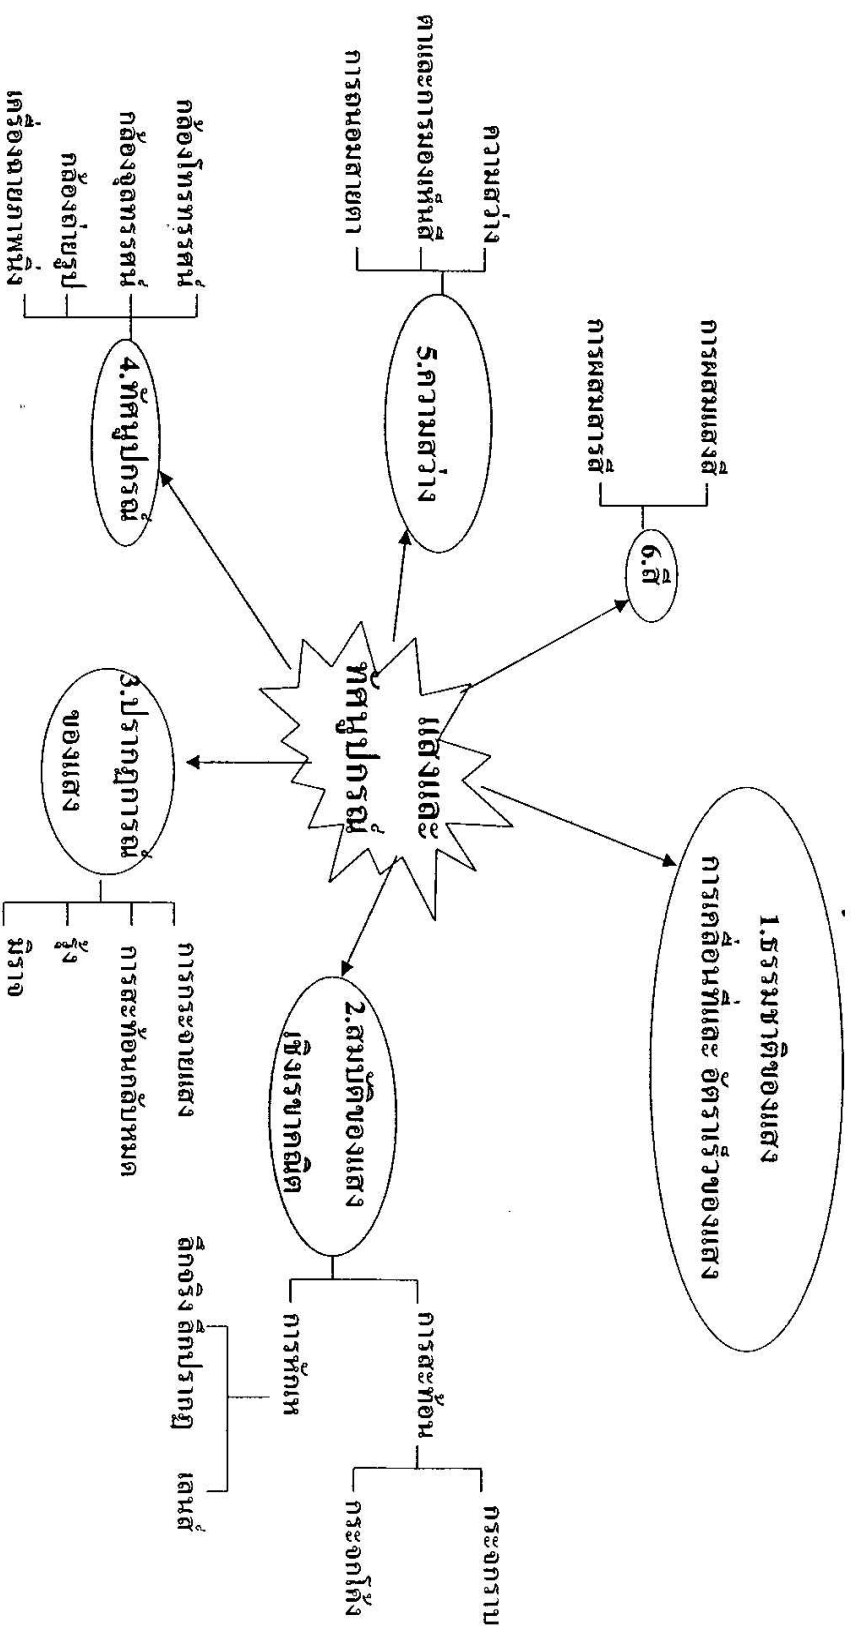 แสงและ
ทัศนูปกรณ์
1.ธรรมชาติของแสง
การเคลื่อนที่และ อัตราเร็วของแสง
2.สมบัติของแสง
เชิงเรขาคณิต
การสะท้อน
กระจกราบ
กระจกโค้ง
การหักเห
ลึกจริง ลึกปรากฏ
เลนส์
3.ปรากฏการณ์
ของแสง
การกระจายแสง
การสะท้อนกลับหมด
รุ้ง
มิราจ
4.ทัศนูปกรณ์
กล้องโทรทรรศน์
กล้องจุลทรรศน์
กล้องถ่ายรูป
เครื่องฉายภาพนิ่ง
5.ความสว่าง
ความสว่าง
ตาและการมองเห็นสี
การถนอมสายตา
6.สี
การผสมแสงสี
การผสมสารสี